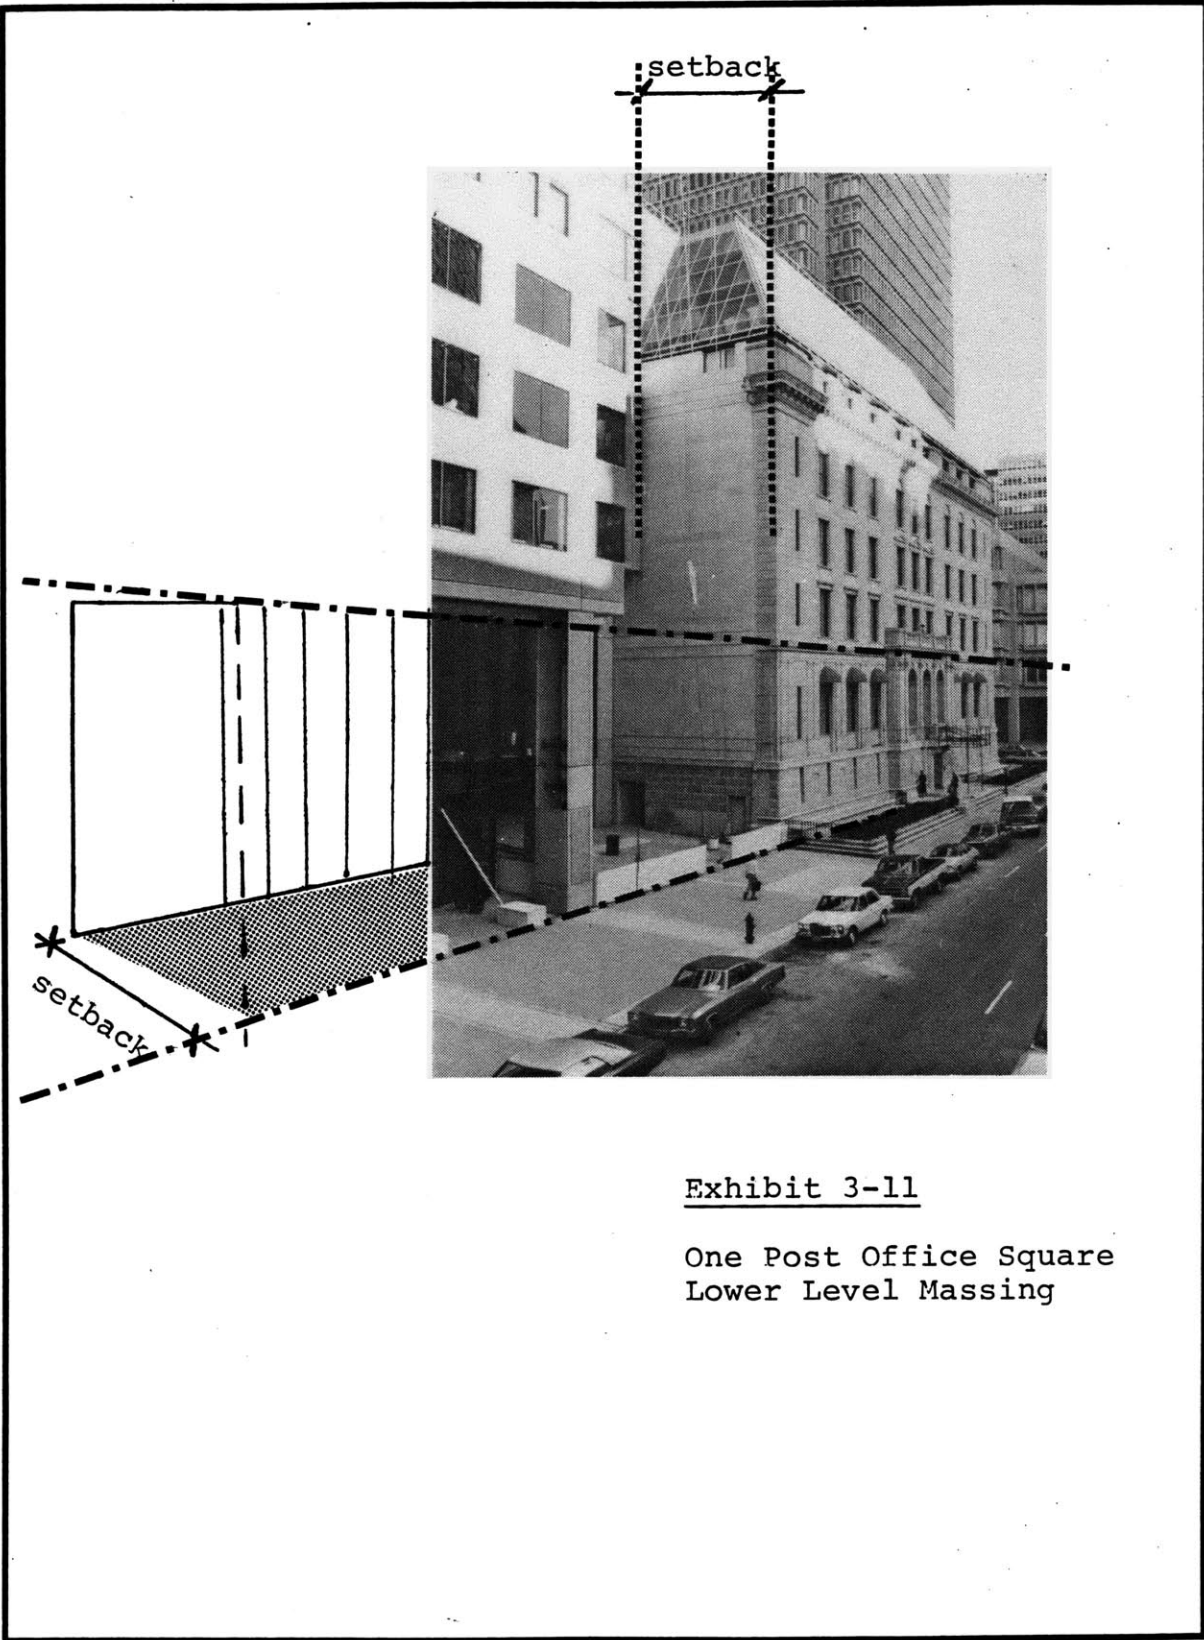 setback
setback
Exhibit 3-11
One Post Office Square
Lower Level Massing